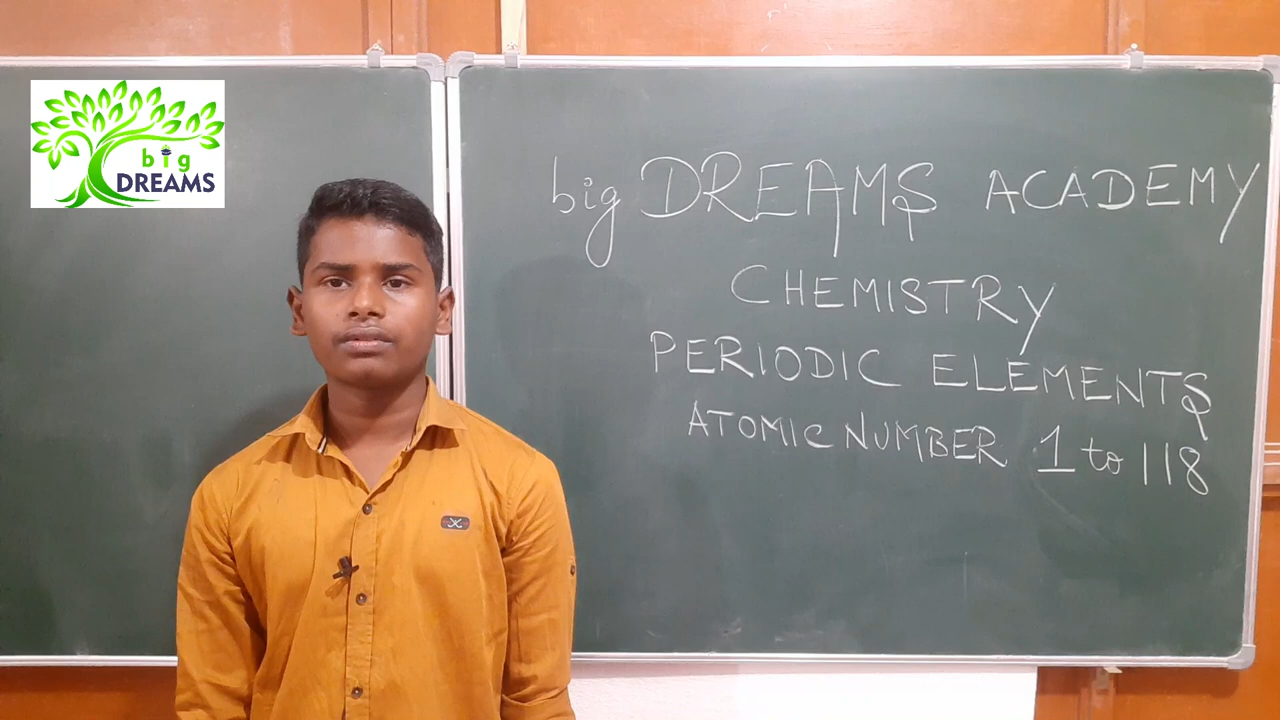 big
DREAMS
big DREAMS ACADEMY
CHEMISTRY
PERIODIC ELEMENTS
ATOMIC NUMBER 1 to 118